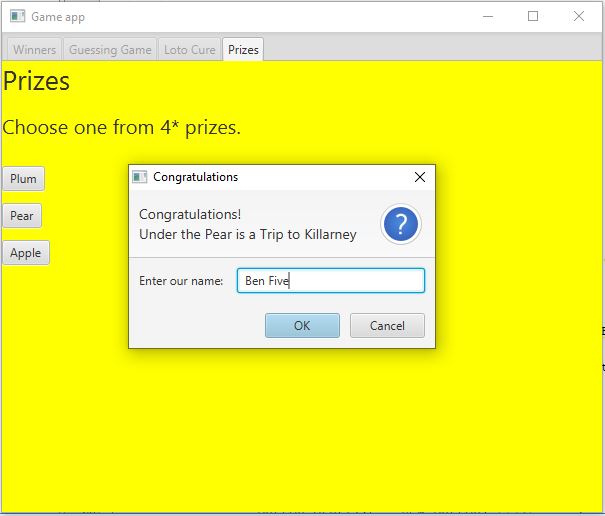 Game app
Winners Guessing Game Loto Cure Prizes
Prizes
Choose one from 4* prizes.
Plum
Pear
Apple
Congratulations
Congratulations!
Under the Pear is a Trip to Killarney
?
Enter our name: Ben Five
OK Cancel